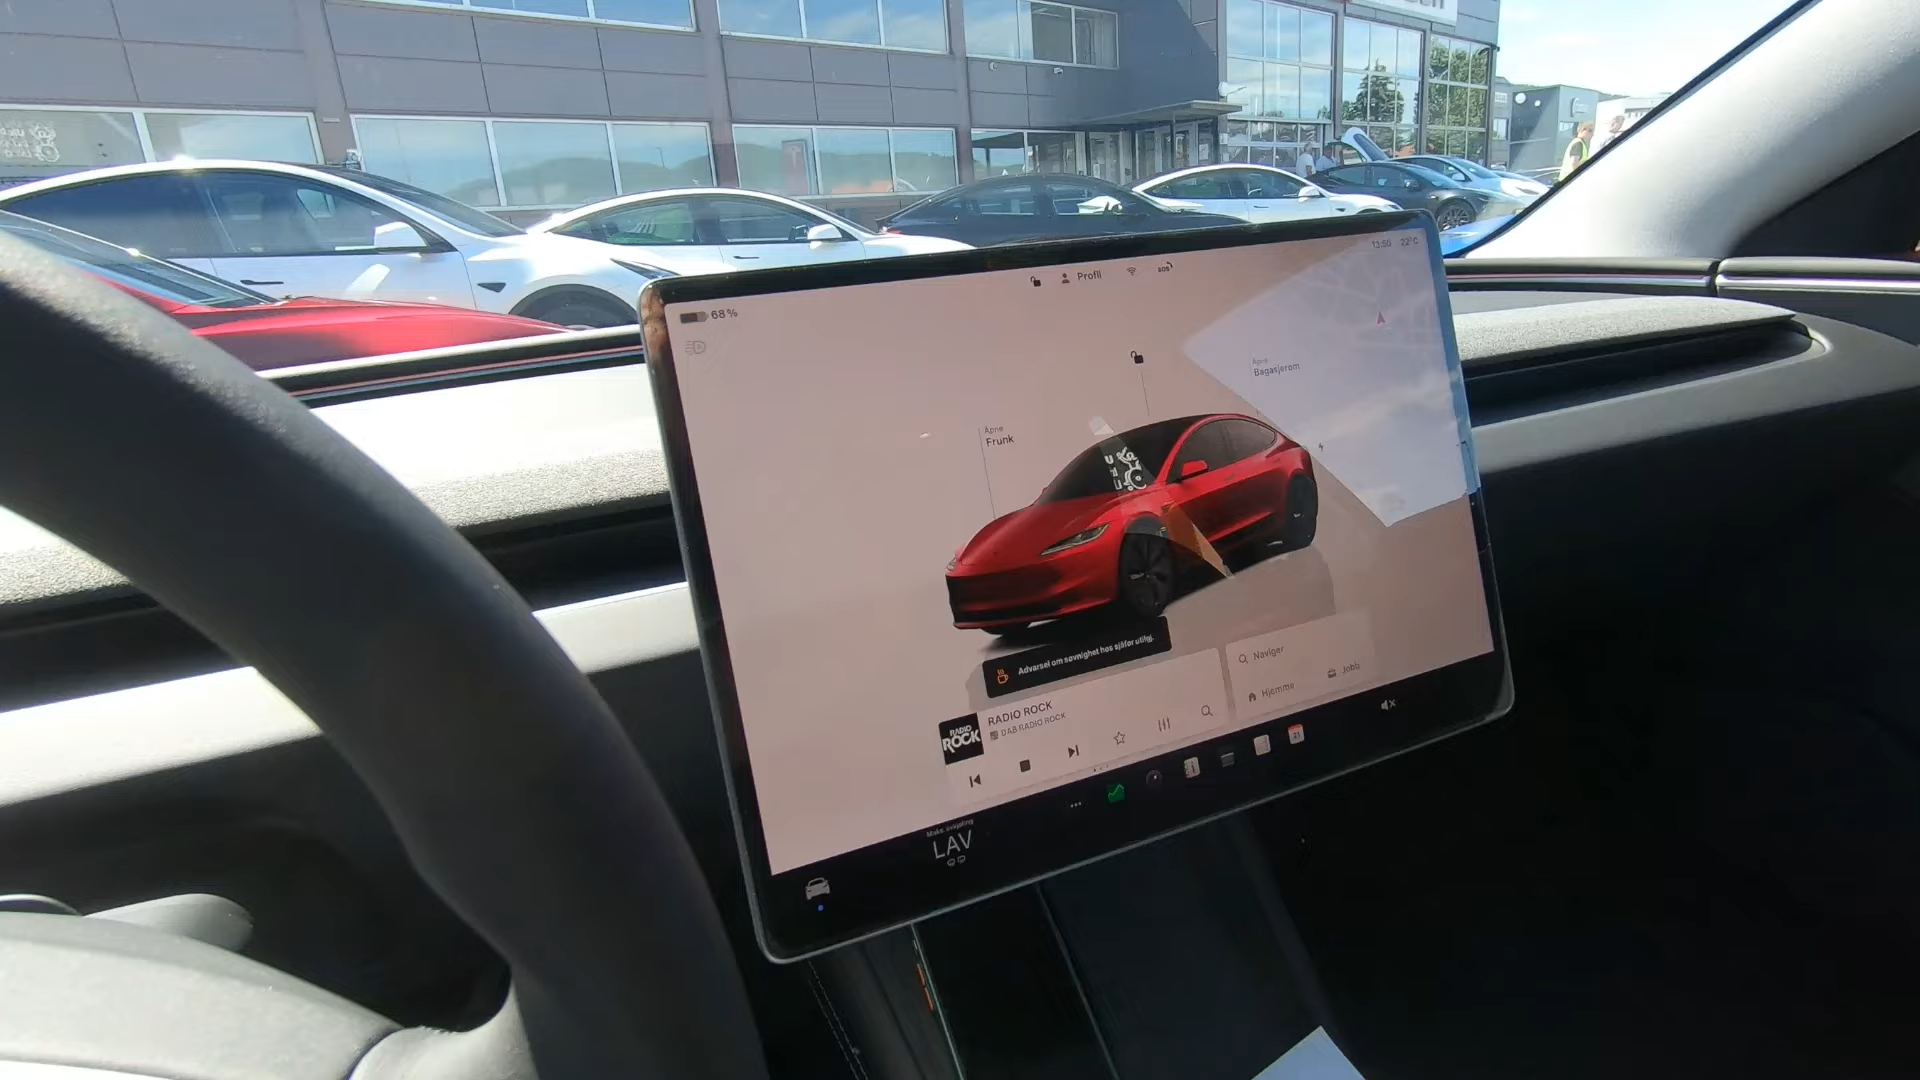 13:50 22°C
Profil
SOS
68 %
Åpne
Bagasjerom
Åpne
Frunk
Advarsel om søvnighet hos sjåfør utilgj.
Naviger
Hjemme
Jobb
RADIO ROCK
DAB RADIO ROCK
RADIO
ROCK
21
LAV